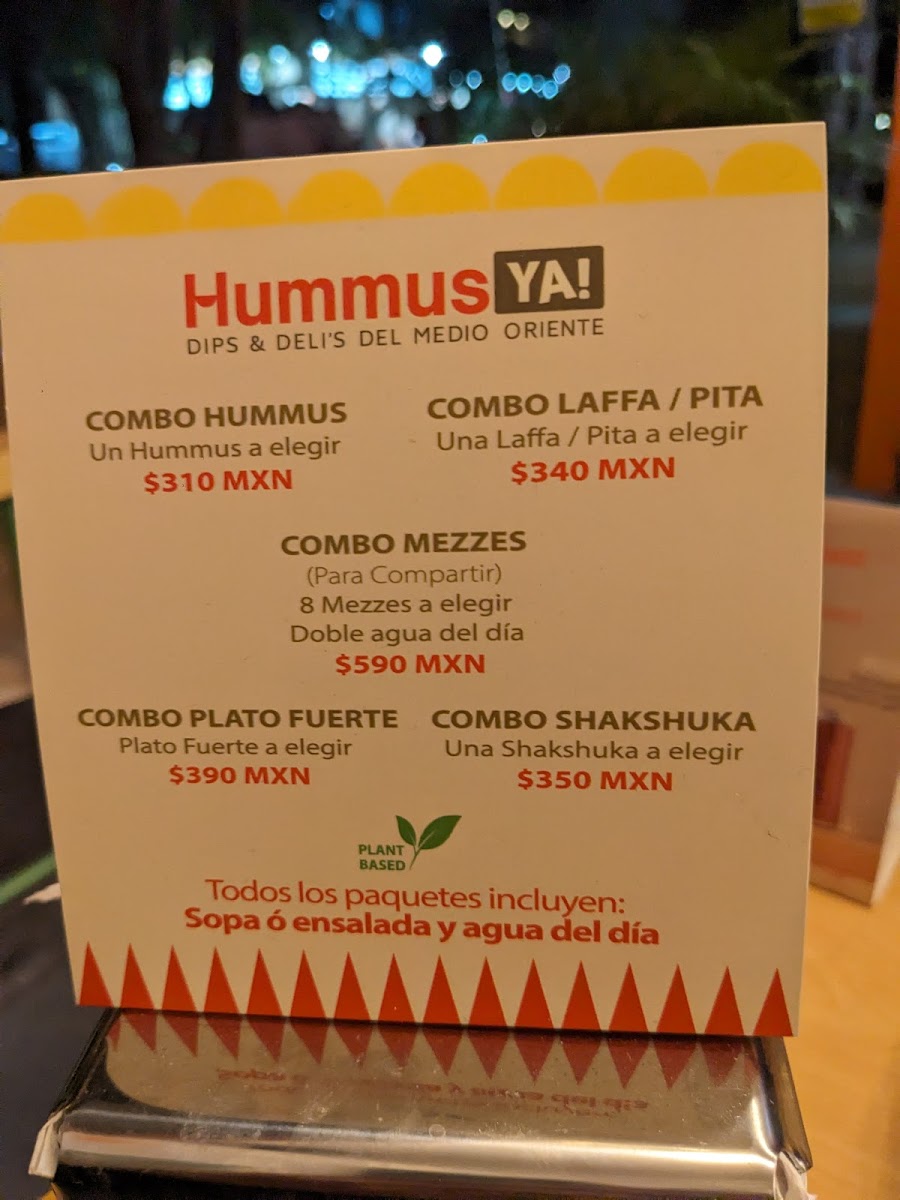 Hummus YA!
DIPS & DELI'S DEL MEDIO ORIENTE
COMBO HUMMUS
Un Hummus a elegir
$310 MXN
COMBO LAFFA / PITA
Una Laffa / Pita a elegir
$340 MXN
COMBO MEZZES
(Para Compartir)
8 Mezzes a elegir
Doble agua del día
$590 MXN
COMBO PLATO FUERTE
Plato Fuerte a elegir
$390 MXN
COMBO SHAKSHUKA
Una Shakshuka a elegir
$350 MXN
PLANT
BASED
Todos los paquetes incluyen:
Sopa ó ensalada y agua del día